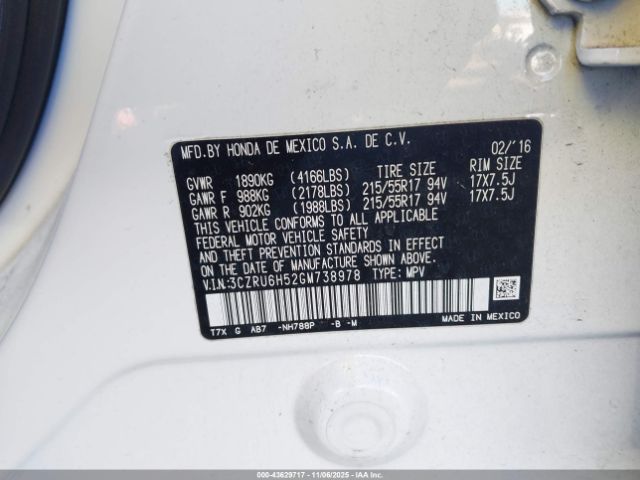 MFD.BY HONDA DE MEXICO S.A. DE C.V. 02/'16
GVWR 1890KG (4166LBS) TIRE SIZE RIM SIZE
GAWR F 988KG (2178LBS) 215/55R17 94V 17X7.5J
GAWR R 902KG (1988LBS) 215/55R17 94V 17X7.5J
THIS VEHICLE CONFORMS TO ALL APPLICABLE
FEDERAL MOTOR VEHICLE SAFETY
AND THEFT PREVENTION STANDARDS IN EFFECT
ON THE DATE OF MANUFACTURE SHOWN ABOVE.
V.I.N:3CZRU6H52GM738978 TYPE: MPV
T7X G AB7 -NH788P -B -M MADE IN MEXICO
000-43629717 - 11/06/2025 - IAAI.COM